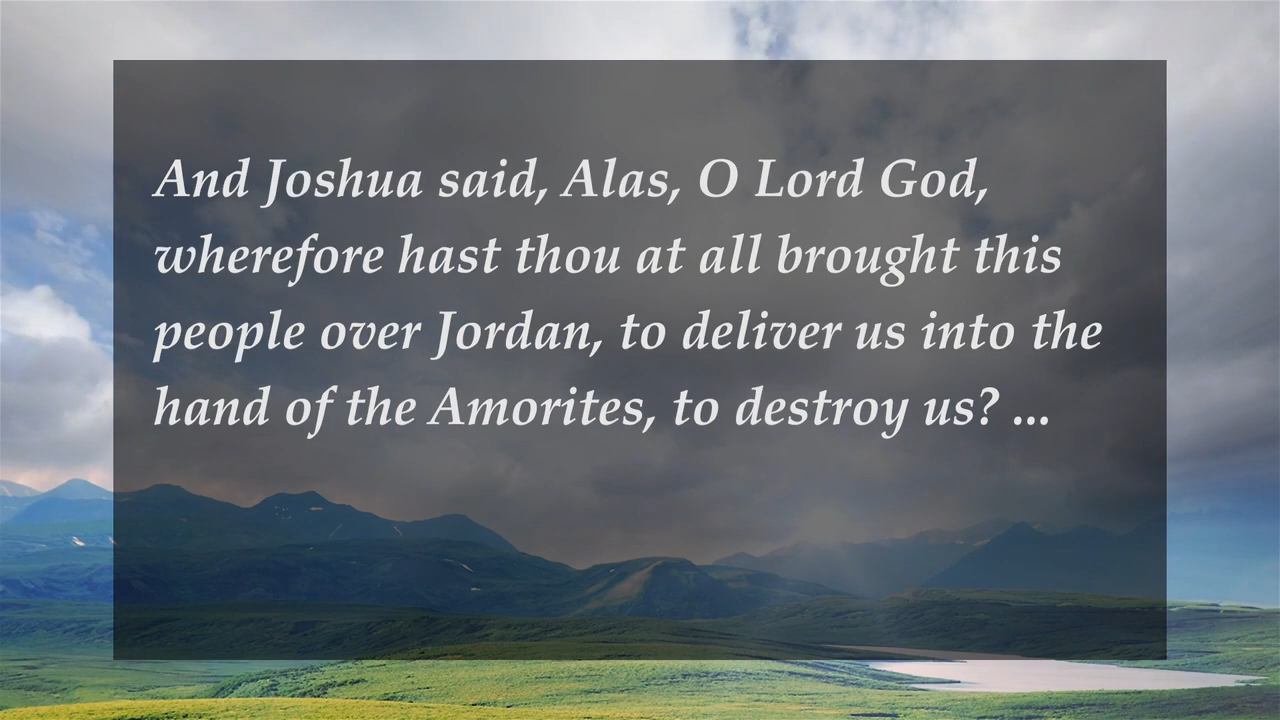 And Joshua said, Alas, O Lord God,
wherefore hast thou at all brought this
people over Jordan, to deliver us into the
hand of the Amorites, to destroy us? ...